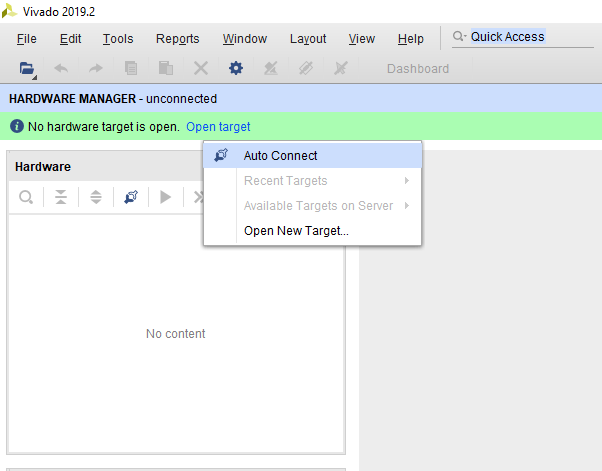 Vivado 2019.2
File Edit Tools Reports Window Layout View Help Quick Access
Dashboard
HARDWARE MANAGER - unconnected
No hardware target is open. Open target
Auto Connect
Recent Targets
Available Targets on Server
Open New Target...
Hardware
No content